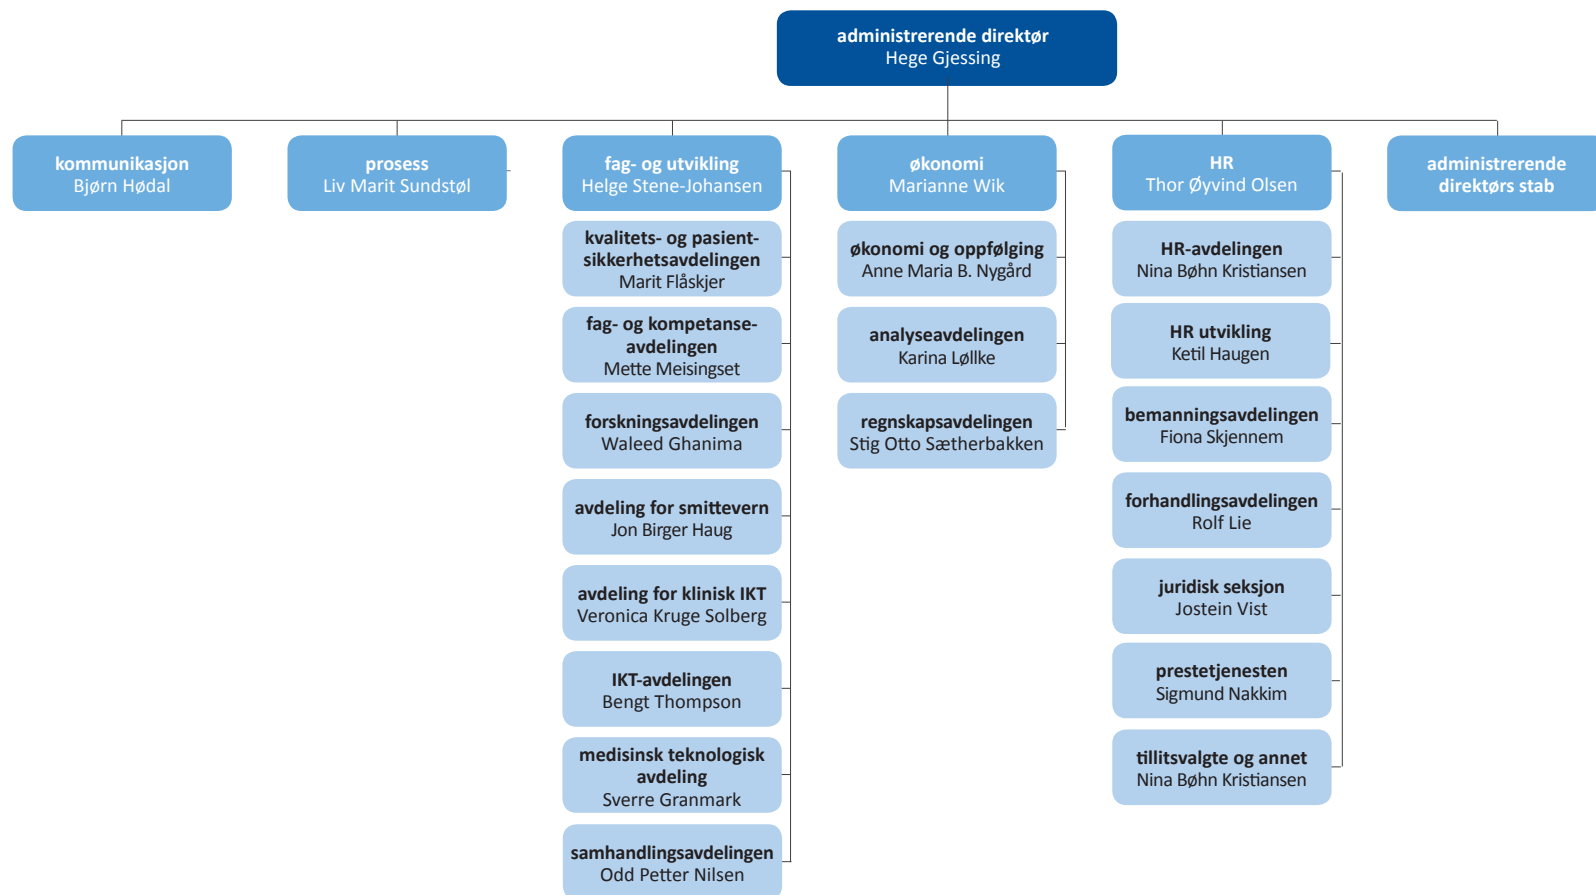 administrerende direktør
Hege Gjessing
kommunikasjon
Bjørn Hødal
prosess
Liv Marit Sundstøl
fag- og utvikling
Helge Stene-Johansen
kvalitets- og pasient-
sikkerhetsavdelingen
Marit Flåskjer
fag- og kompetanse-
avdelingen
Mette Meisingset
forskningsavdelingen
Waleed Ghanima
avdeling for smittevern
Jon Birger Haug
avdeling for klinisk IKT
Veronica Kruge Solberg
IKT-avdelingen
Bengt Thompson
medisinsk teknologisk
avdeling
Sverre Granmark
samhandlingsavdelingen
Odd Petter Nilsen
økonomi
Marianne Wik
økonomi og oppfølging
Anne Maria B. Nygård
analyseavdelingen
Karina Løllke
regnskapsavdelingen
Stig Otto Sætherbakken
HR
Thor Øyvind Olsen
HR-avdelingen
Nina Bøhn Kristiansen
HR utvikling
Ketil Haugen
bemanningsavdelingen
Fiona Skjennem
forhandlingsavdelingen
Rolf Lie
juridisk seksjon
Jostein Vist
prestetjenesten
Sigmund Nakkim
tillitsvalgte og annet
Nina Bøhn Kristiansen
administrerende
direktørs stab